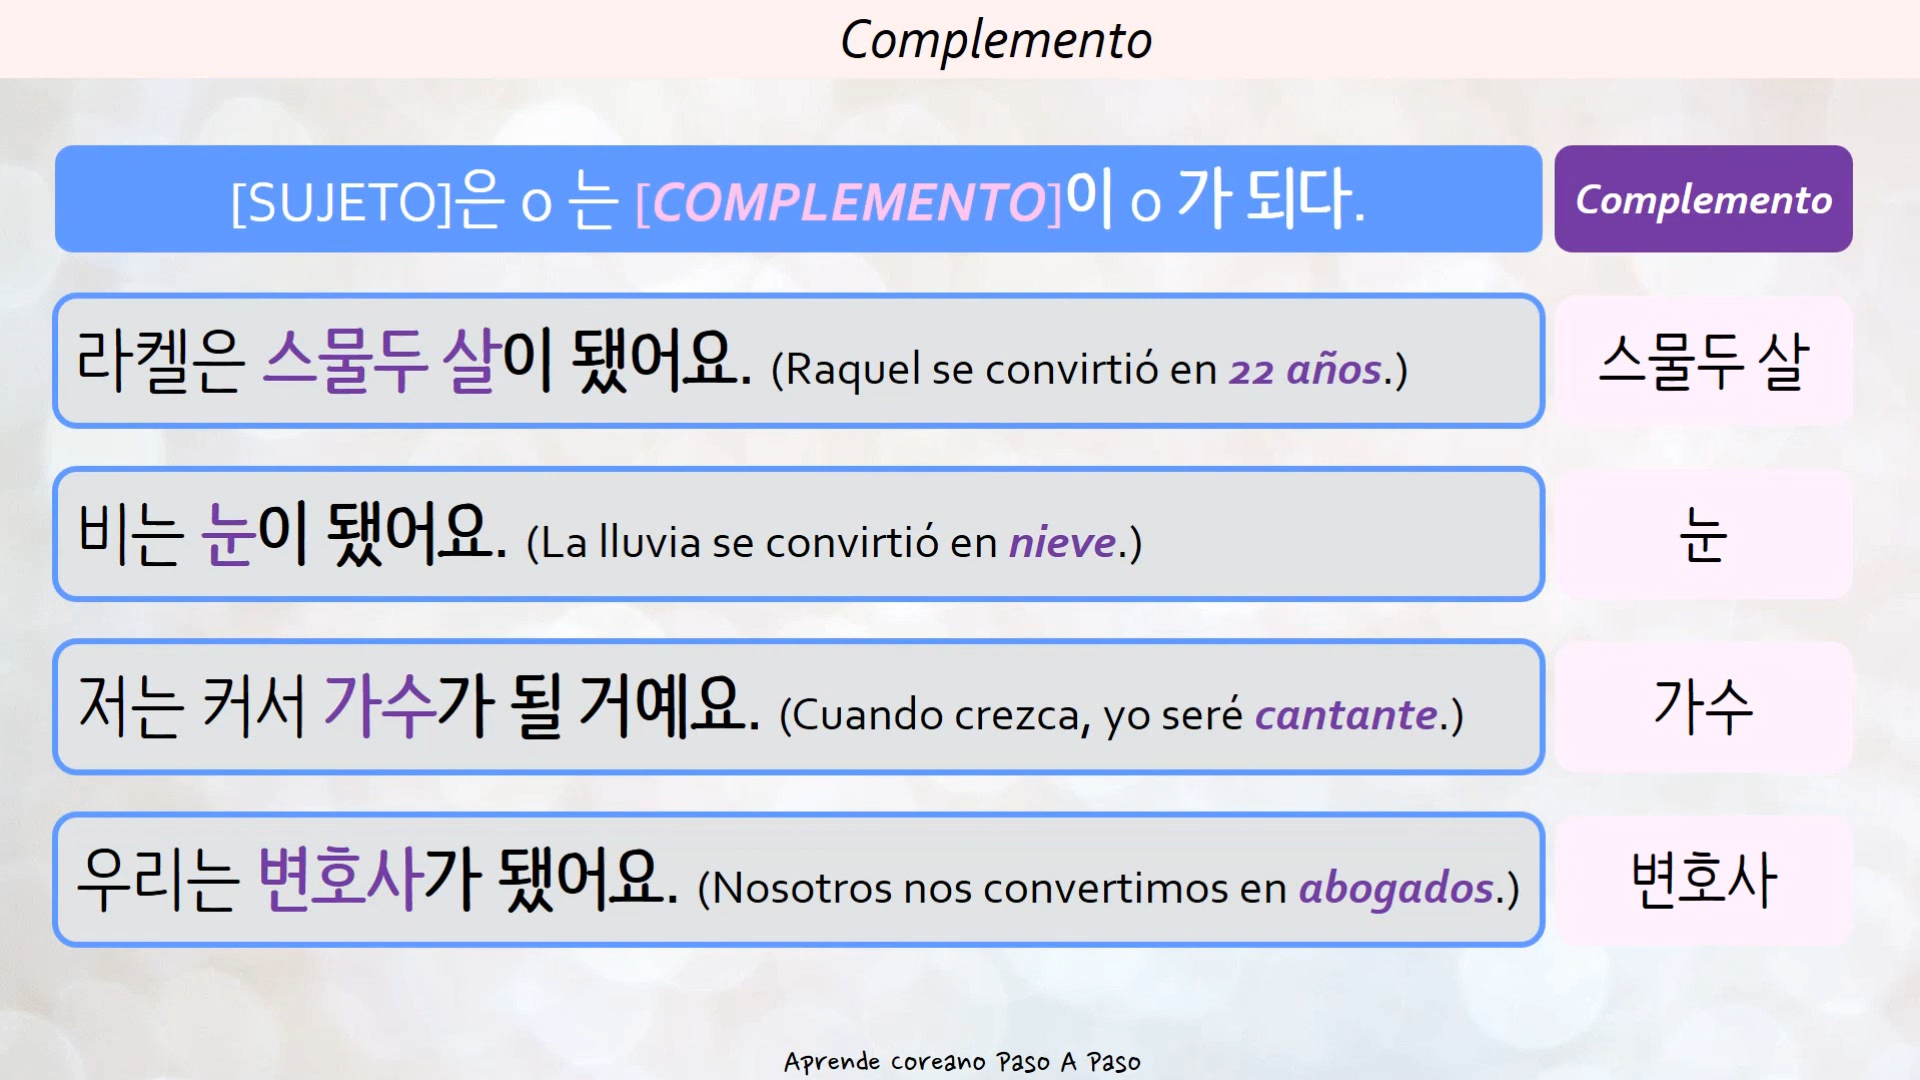 Complemento
[SUJETO]은 o 는 [COMPLEMENTO]이 o 가 되다.
Complemento
라켈은 스물두 살이 됐어요. (Raquel se convirtió en 22 años.)
스물두 살
비는 눈이 됐어요. (La lluvia se convirtió en nieve.)
눈
저는 커서 가수가 될 거예요. (Cuando crezca, yo seré cantante.)
가수
우리는 변호사가 됐어요. (Nosotros nos convertimos en abogados.)
변호사
Aprende coreano Paso A Paso